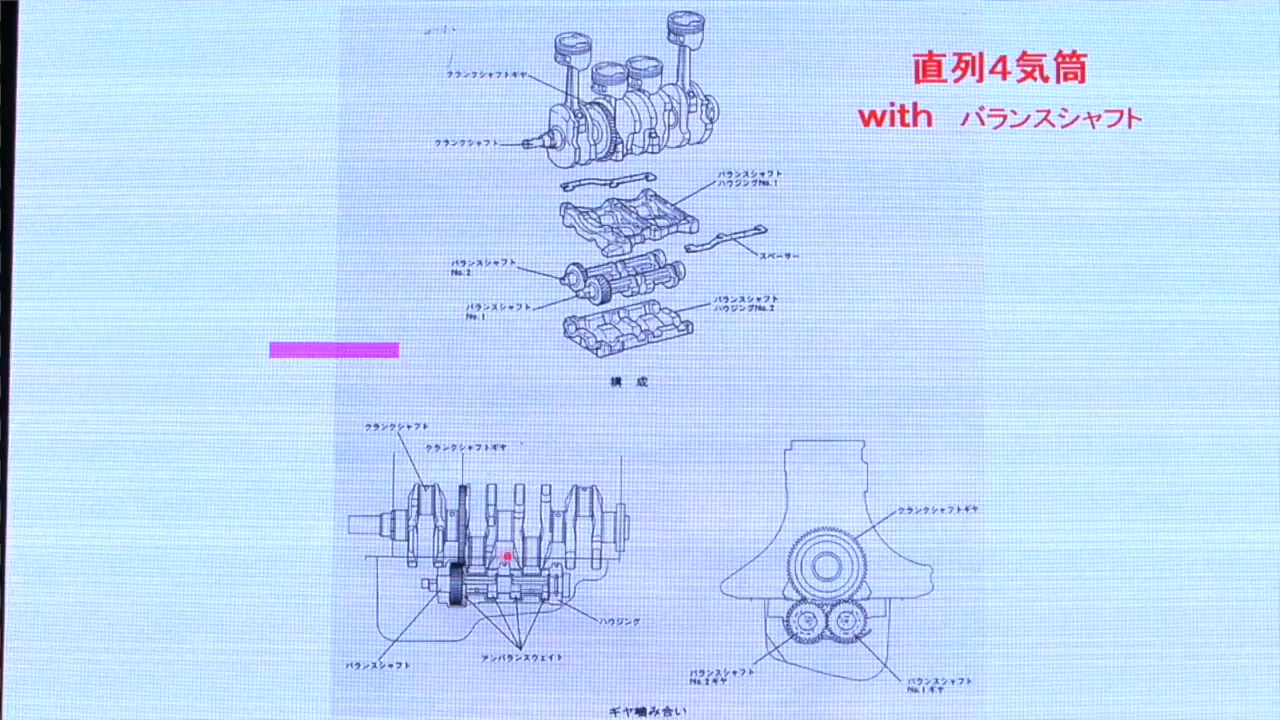 直列４気筒
with バランスシャフト
クランクシャフトギヤ
クランクシャフト
バランスシャフト
ハウジングNo.1
スペーサー
バランスシャフト
No.2
バランスシャフト
No.1
バランスシャフト
ハウジングNo.2
構 成
クランクシャフト
クランクシャフトギヤ
ハウジング
アンバランスウェイト
バランスシャフト
クランクシャフトギヤ
バランスシャフト
No.2ギヤ
バランスシャフト
No.1ギヤ
ギヤ噛み合い